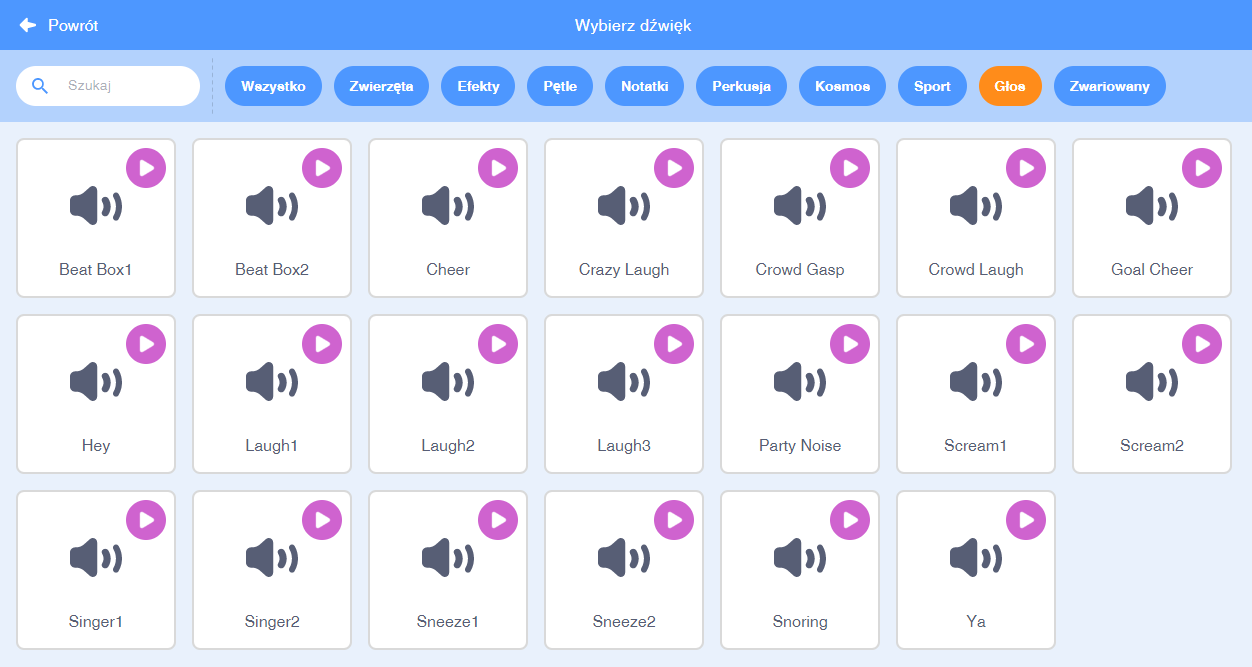 Powrót
Wybierz dźwięk
Szukaj
Wszystko
Zwierzęta
Efekty
Pętle
Notatki
Perkusja
Kosmos
Sport
Głos
Zwariowany
Beat Box1
Beat Box2
Cheer
Crazy Laugh
Crowd Gasp
Crowd Laugh
Goal Cheer
Hey
Laugh1
Laugh2
Laugh3
Party Noise
Scream1
Scream2
Singer1
Singer2
Sneeze1
Sneeze2
Snoring
Ya